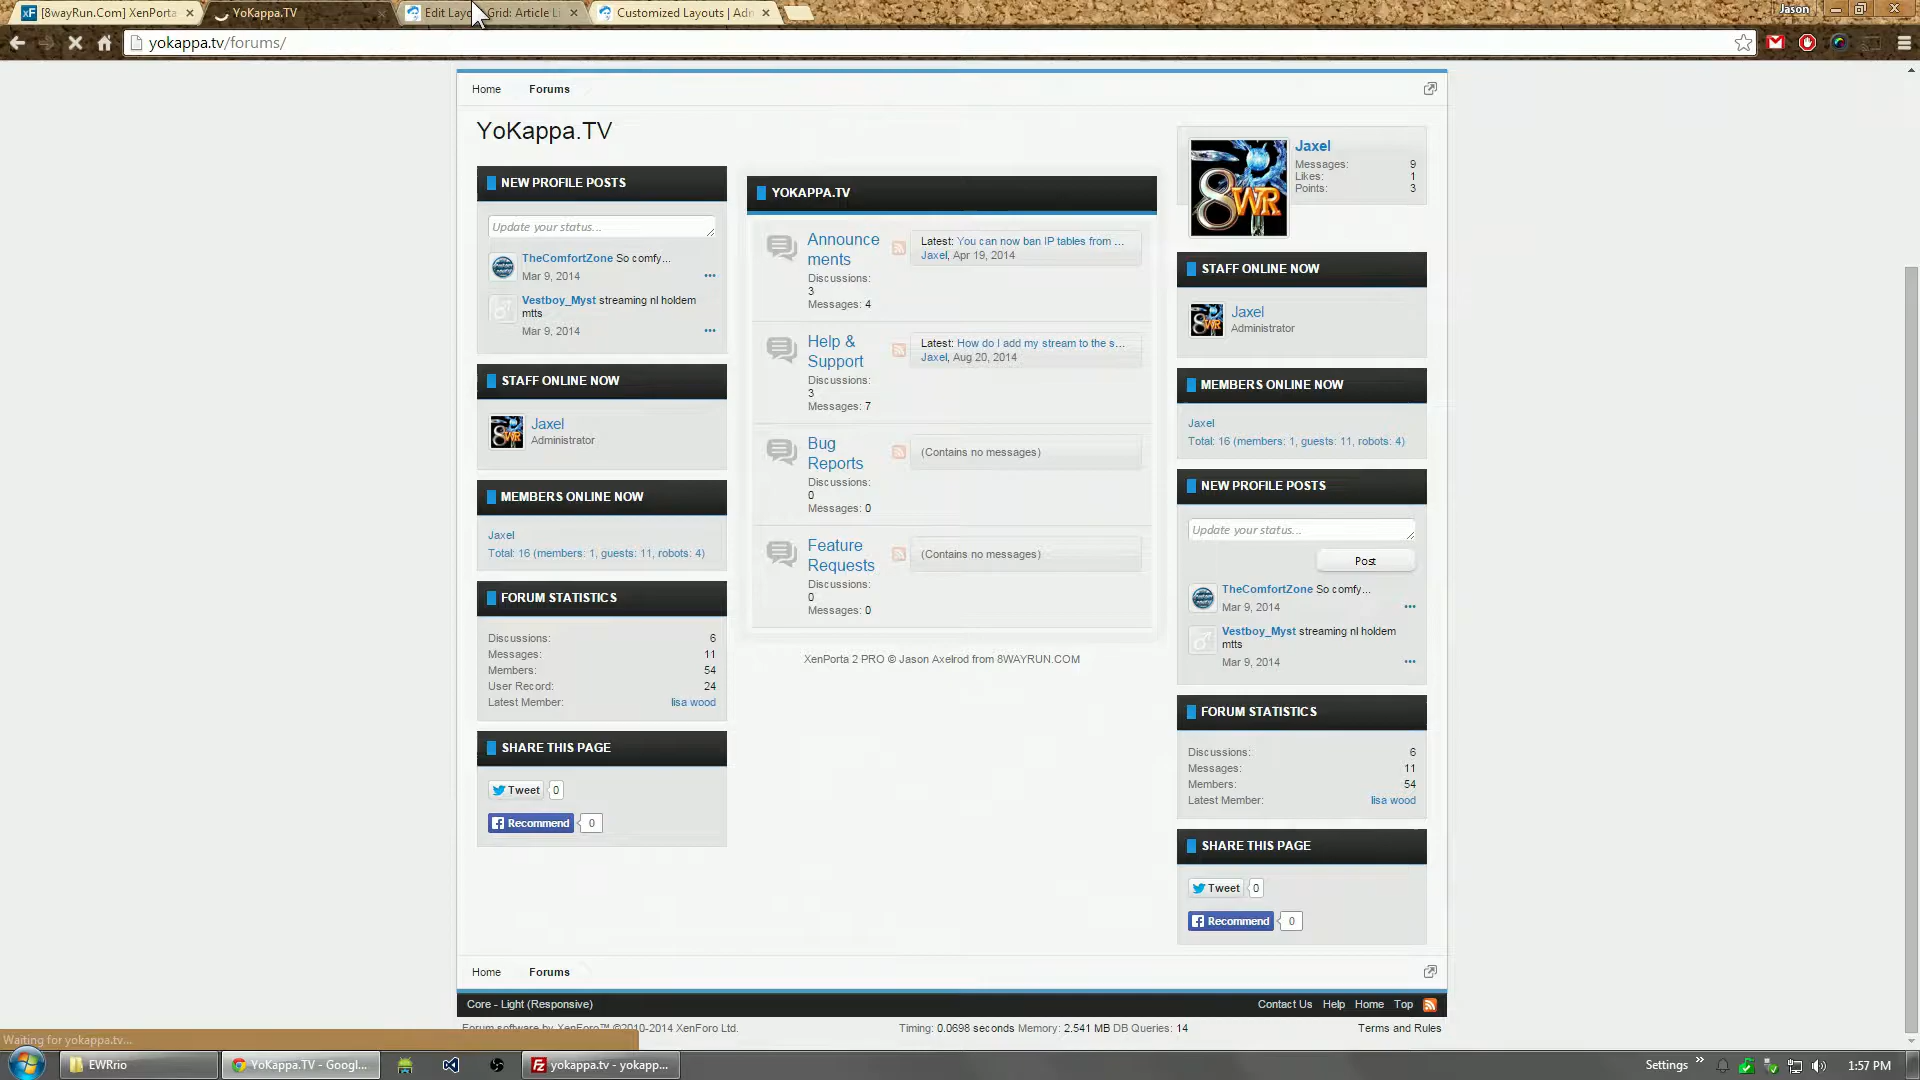 [8wayRun.Com] XenPorta
YoKappa.TV
Edit Layo Grid: Article Li
Customized Layouts | Adn
Jason
yokappa.tv/forums/
Home Forums
YoKappa.TV
NEW PROFILE POSTS
Update your status...
TheComfortZone So comfy...
Mar 9, 2014
Vestboy_Myst streaming nl holdem
mtts
Mar 9, 2014
STAFF ONLINE NOW
Jaxel
Administrator
MEMBERS ONLINE NOW
Jaxel
Total: 16 (members: 1, guests: 11, robots: 4)
FORUM STATISTICS
Discussions: 6
Messages: 11
Members: 54
User Record: 24
Latest Member: lisa wood
SHARE THIS PAGE
Tweet 0
Recommend 0
YOKAPPA.TV
Announce
ments
Discussions:
3
Messages: 4
Latest: You can now ban IP tables from ...
Jaxel, Apr 19, 2014
Help &
Support
Discussions:
3
Messages: 7
Latest: How do I add my stream to the s...
Jaxel, Aug 20, 2014
Bug
Reports
Discussions:
0
Messages: 0
(Contains no messages)
Feature
Requests
Discussions:
0
Messages: 0
(Contains no messages)
XenPorta 2 PRO © Jason Axelrod from 8WAYRUN.COM
8WR
Jaxel
Messages: 9
Likes: 1
Points: 3
STAFF ONLINE NOW
Jaxel
Administrator
MEMBERS ONLINE NOW
Jaxel
Total: 16 (members: 1, guests: 11, robots: 4)
NEW PROFILE POSTS
Update your status...
Post
TheComfortZone So comfy...
Mar 9, 2014
Vestboy_Myst streaming nl holdem
mtts
Mar 9, 2014
FORUM STATISTICS
Discussions: 6
Messages: 11
Members: 54
Latest Member: lisa wood
SHARE THIS PAGE
Tweet 0
Recommend 0
Home Forums
Core - Light (Responsive)
Contact Us Help Home Top
Forum software by XenForo™ ©2010-2014 XenForo Ltd.
Timing: 0.0698 seconds Memory: 2.541 MB DB Queries: 14
Terms and Rules
Waiting for yokappa.tv...
EWRrio
YoKappa.TV - Googl...
yokappa.tv - yokapp...
Settings
1:57 PM